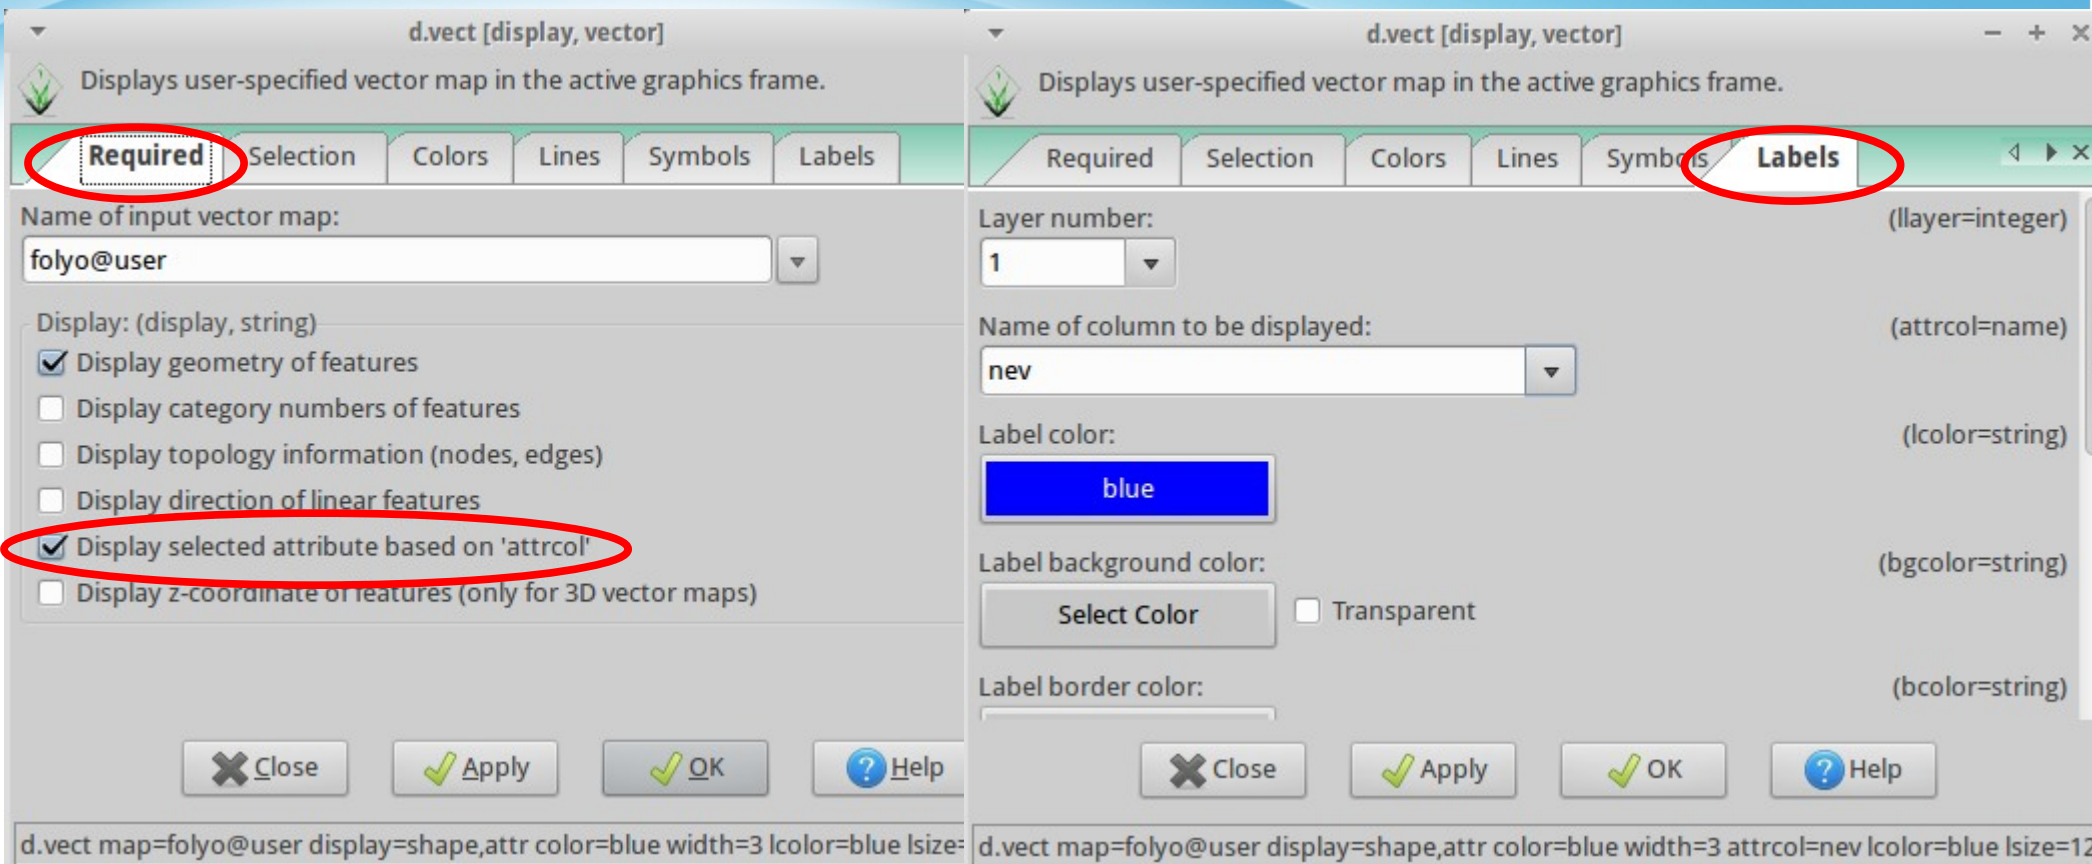 d.vect [display, vector]
Displays user-specified vector map in the active graphics frame.
Required Selection Colors Lines Symbols Labels
Name of input vector map:
folyo@user
Display: (display, string)
Display geometry of features
Display category numbers of features
Display topology information (nodes, edges)
Display direction of linear features
Display selected attribute based on 'attrcol'
Display z-coordinate of features (only for 3D vector maps)
Close Apply OK Help
d.vect map=folyo@user display=shape,attr color=blue width=3 lcolor=blue lsize=
d.vect [display, vector]
Displays user-specified vector map in the active graphics frame.
Required Selection Colors Lines Symbols Labels
Layer number: (llayer=integer)
1
Name of column to be displayed: (attrcol=name)
nev
Label color: (lcolor=string)
blue
Label background color: (bgcolor=string)
Select Color Transparent
Label border color: (bcolor=string)
Close Apply OK Help
d.vect map=folyo@user display=shape,attr color=blue width=3 attrcol=nev lcolor=blue lsize=12